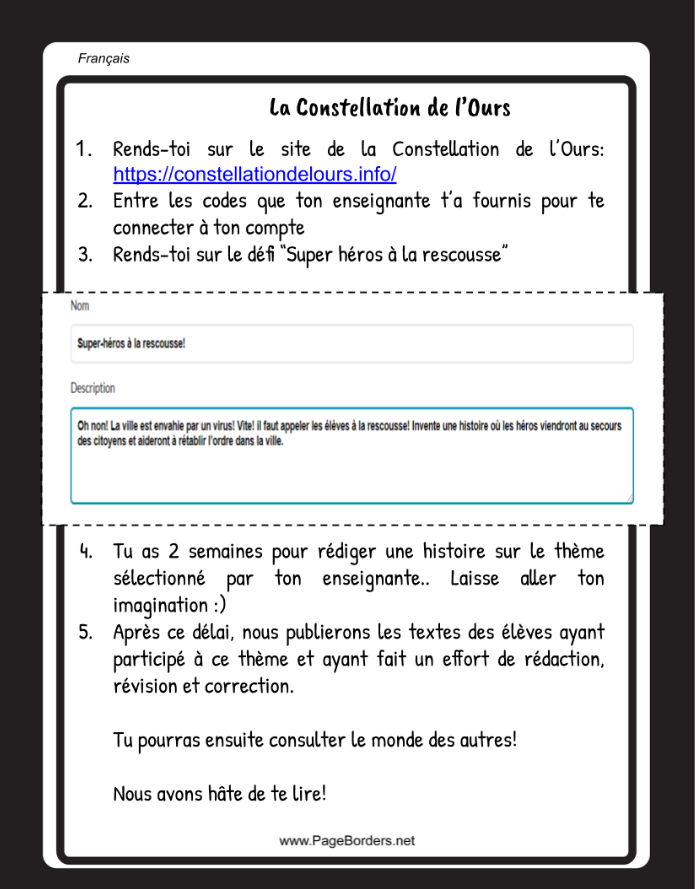 Français
La Constellation de l'Ours
1. Rends-toi sur le site de la Constellation de l'Ours:
https://constellationdelours.info/
2. Entre les codes que ton enseignante t'a fournis pour te
connecter à ton compte
3. Rends-toi sur le défi "Super héros à la rescousse"
Nom
Super-héros à la rescousse!
Description
Oh non! La ville est envahie par un virus! Vite! il faut appeler les élèves à la rescousse! Invente une histoire où les héros viendront au secours
des citoyens et aideront à rétablir l'ordre dans la ville.
4. Tu as 2 semaines pour rédiger une histoire sur le thème
sélectionné par ton enseignante.. Laisse aller ton
imagination :)
5. Après ce délai, nous publierons les textes des élèves ayant
participé à ce thème et ayant fait un effort de rédaction,
révision et correction.
Tu pourras ensuite consulter le monde des autres!
Nous avons hâte de te lire!
www.PageBorders.net